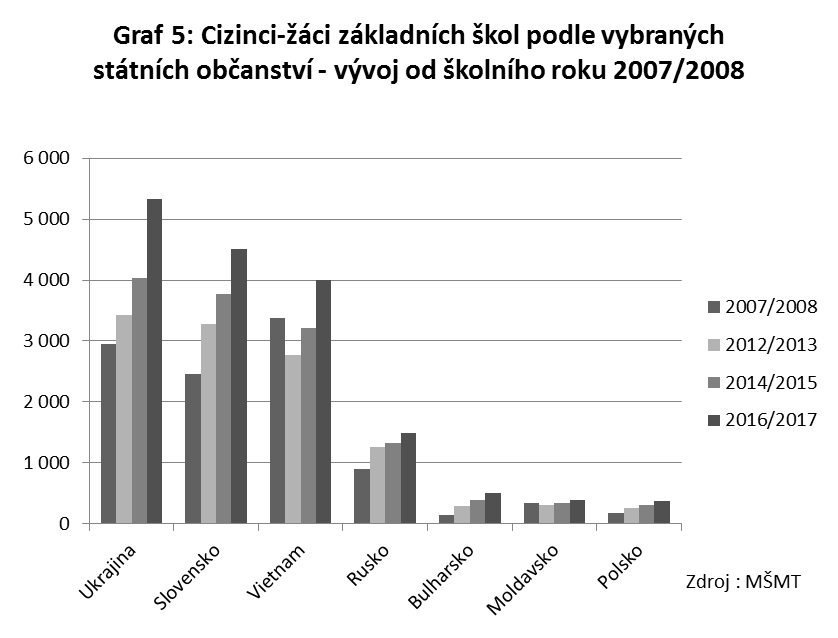 Graf 5: Cizinci-žáci základních škol podle vybraných
státních občanství - vývoj od školního roku 2007/2008
6 000
5 000
4 000
3 000
2 000
1 000
0
Ukrajina
Slovensko
Vietnam
Rusko
Bulharsko
Moldavsko
Polsko
2007/2008
2012/2013
2014/2015
2016/2017
Zdroj : MŠMT